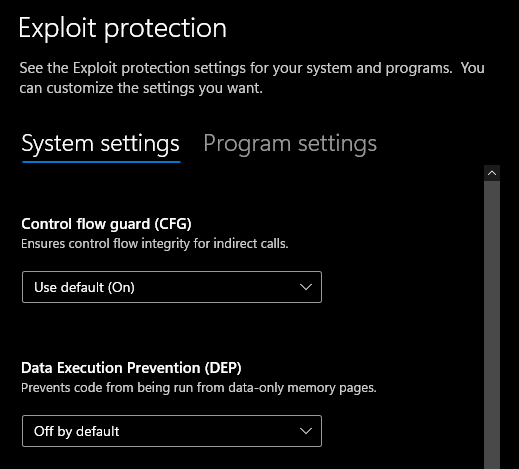 Exploit protection
See the Exploit protection settings for your system and programs.  You
can customize the settings you want.
System settings
Program settings
Control flow guard (CFG)
Ensures control flow integrity for indirect calls.
Use default (On)
Data Execution Prevention (DEP)
Prevents code from being run from data-only memory pages.
Off by default